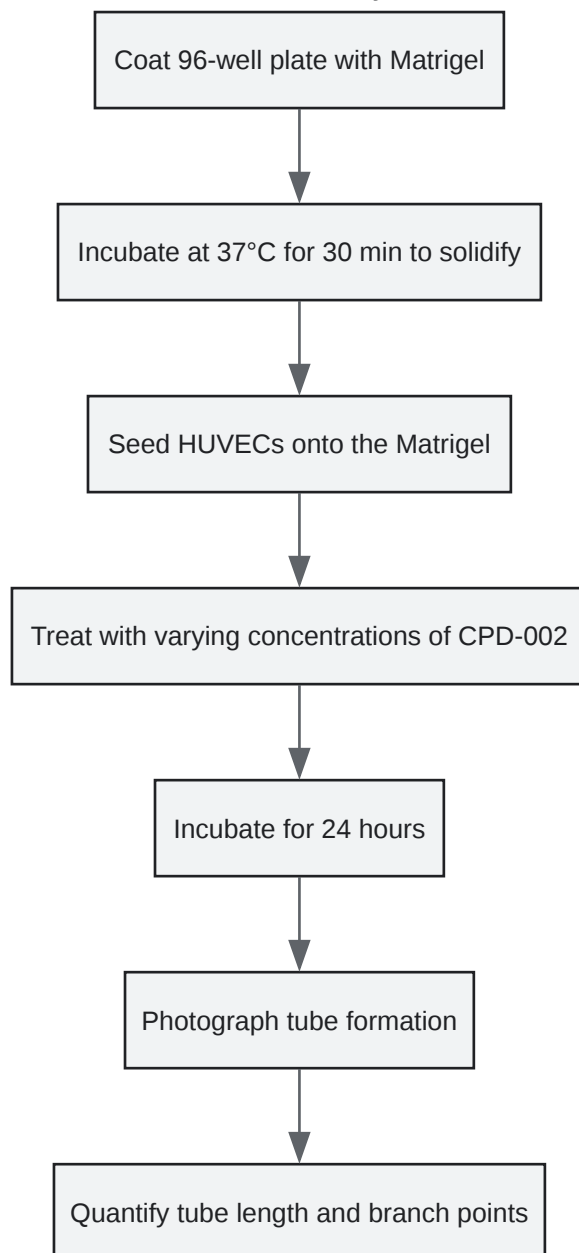 Coat 96-well plate with Matrigel
Incubate at 37°C for 30 min to solidify
Seed HUVECs onto the Matrigel
Treat with varying concentrations of CPD-002
Incubate for 24 hours
Photograph tube formation
Quantify tube length and branch points